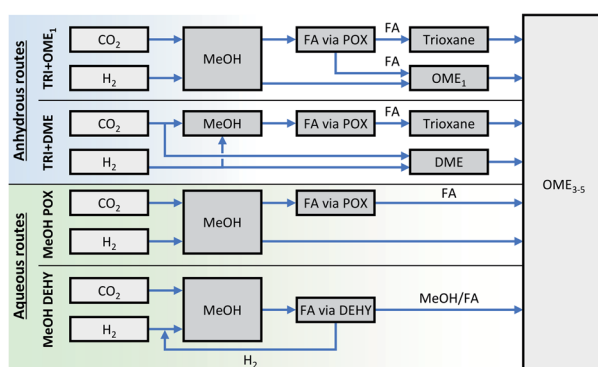 Anhydrous routes
TRI+OME₁
CO₂
H₂
MeOH
FA via POX
FA
Trioxane
FA
OME₁
TRI+DME
CO₂
H₂
MeOH
FA via POX
FA
Trioxane
DME
Aqueous routes
MeOH POX
CO₂
H₂
MeOH
FA via POX
FA
MeOH DEHY
CO₂
H₂
MeOH
FA via DEHY
MeOH/FA
H₂
OME₃₋₅